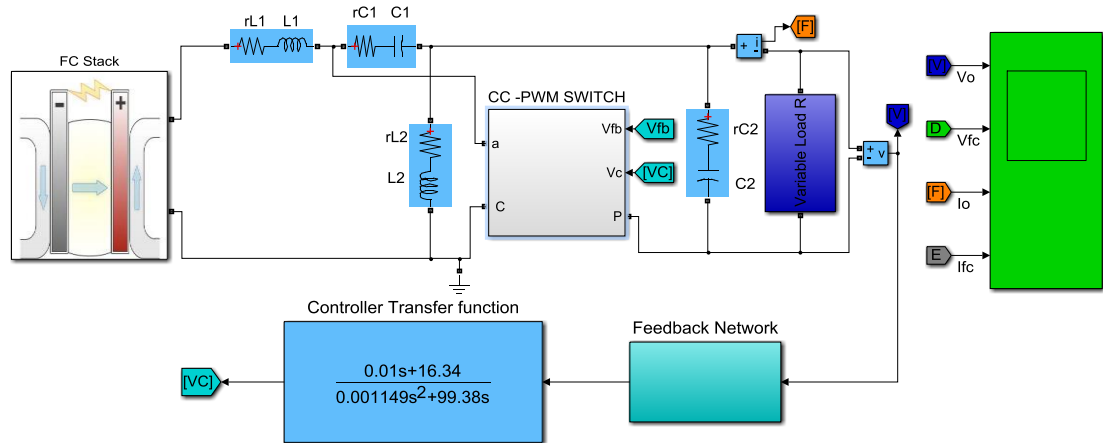 rL1 L1
rC1 C1
[F]
FC Stack
-
+
+ i
-
CC -PWM SWITCH
a
C
Vfb
Vc
P
Vfb
[VC]
rL2
L2
rC2
C2
Variable Load R
+
- v
[V]
[V]
Vo
D
Vfc
[F]
Io
E
Ifc
Controller Transfer function
0.01s+16.34
0.001149s2+99.38s
[VC]
Feedback Network